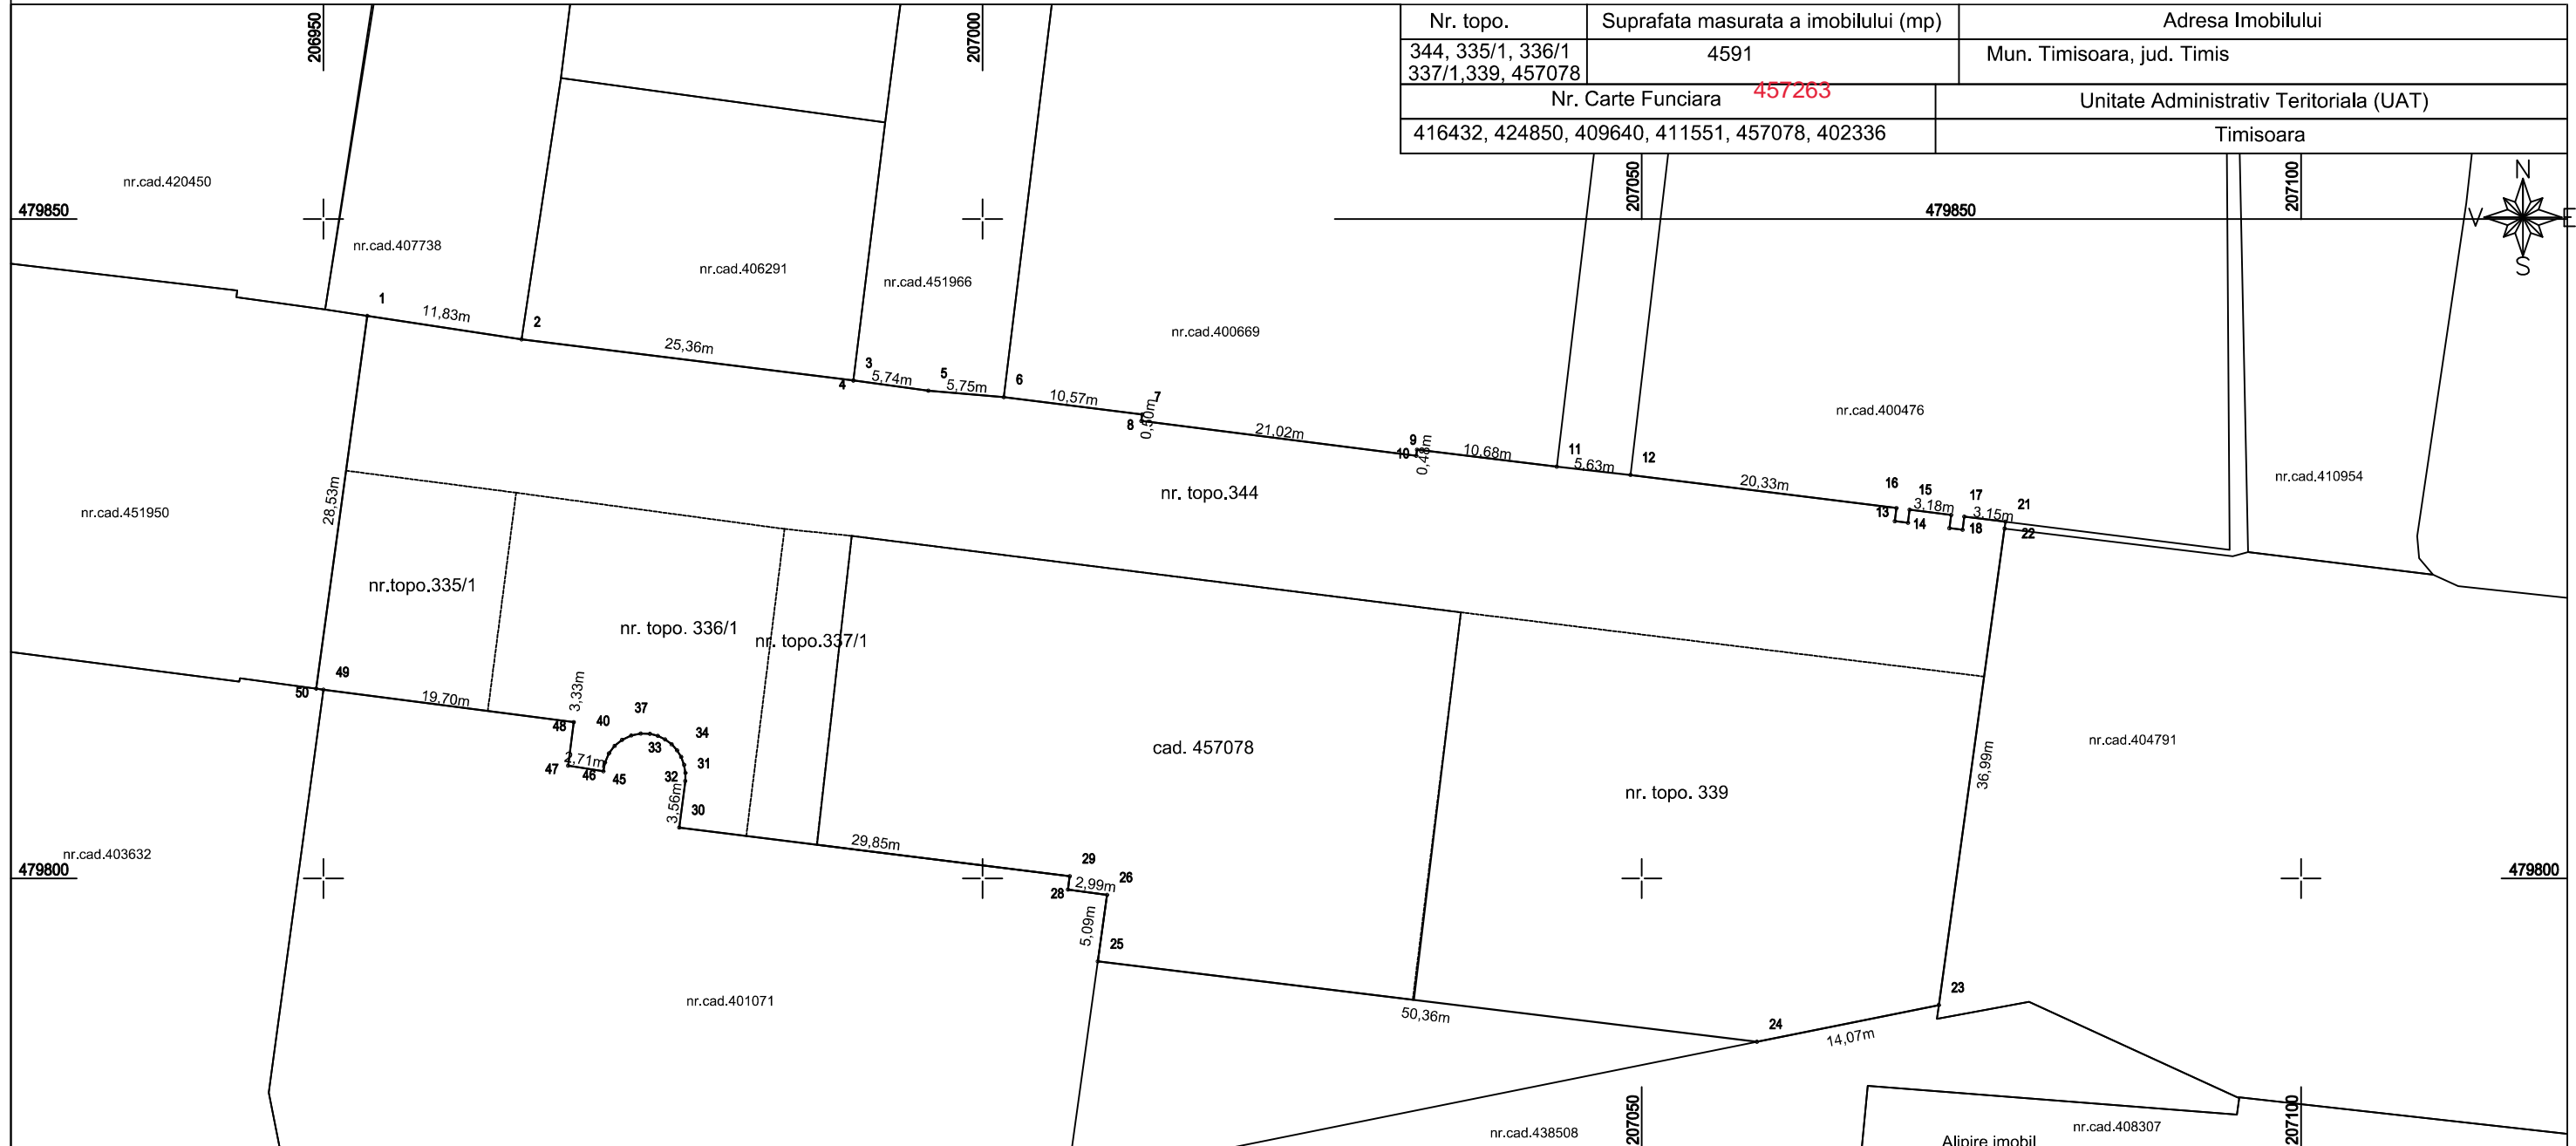 Nr. topo. Suprafata masurata a imobilului (mp) Adresa Imobilului
344, 335/1, 336/1 4591 Mun. Timisoara, jud. Timis
337/1,339, 457078
Nr. Carte Funciara 457263 Unitate Administrativ Teritoriala (UAT)
416432, 424850, 409640, 411551, 457078, 402336 Timisoara
206950
207000
207050
207100
N
V E
S
479850
479850
nr.cad.420450
nr.cad.407738
nr.cad.406291
nr.cad.451966
nr.cad.400669
nr.cad.400476
nr.cad.410954
1
11,83m
2
25,36m
3
4
5,74m
5
5,75m
6
10,57m
7
8
0,50m
21,02m
9
10
0,48m
10,68m
11
5,63m
12
20,33m
16
15
13
14
3,18m
17
18
3,15m
21
22
nr. topo.344
nr.cad.451950
28,53m
nr.topo.335/1
nr. topo. 336/1
nr. topo.337/1
cad. 457078
nr. topo. 339
nr.cad.404791
36,99m
50
49
19,70m
48
3,33m
47
2,71m
46
45
40
37
33
34
31
32
3,56m
30
29,85m
29
28
2,99m
26
5,09m
25
nr.cad.403632
479800
479800
nr.cad.401071
50,36m
24
14,07m
23
nr.cad.438508
207050
Alipire imobil
nr.cad.408307
207100